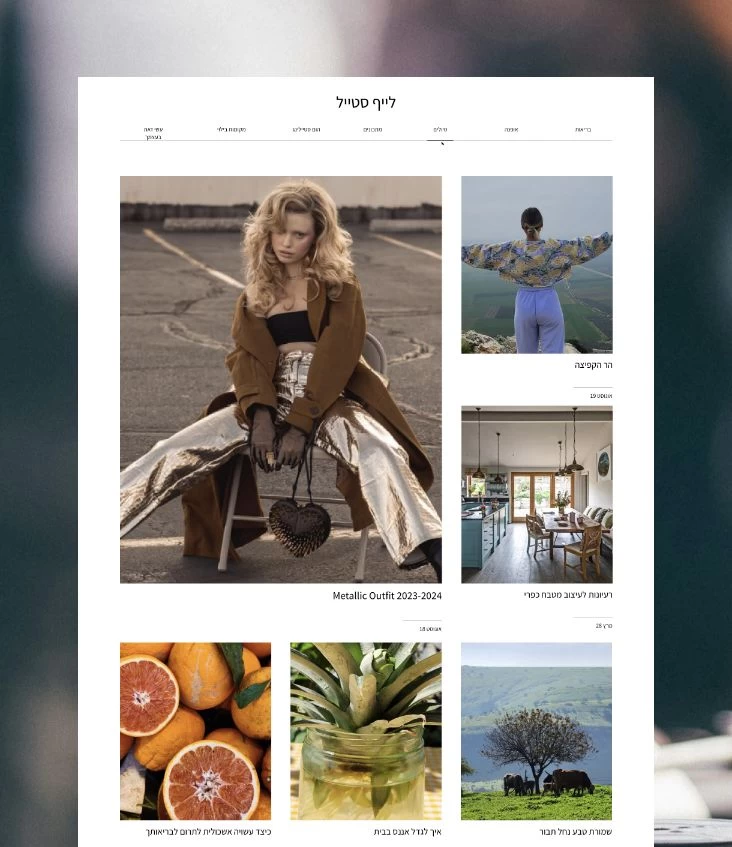 לייף סטייל
בריאות
אופנה
טיולים
מתכונים
הום סטיילינג
מקומות בילוי
עשי זאת
בעצמך
הר הקפיצה
אוגוסט 19
רעיונות לעיצוב מטבח כפרי
מרץ 28
Metallic Outfit 2023-2024
אוגוסט 18
שמורת טבע נחל תבור
איך לגדל אננס בבית
כיצד עשויה אשכולית לתרום לבריאותך